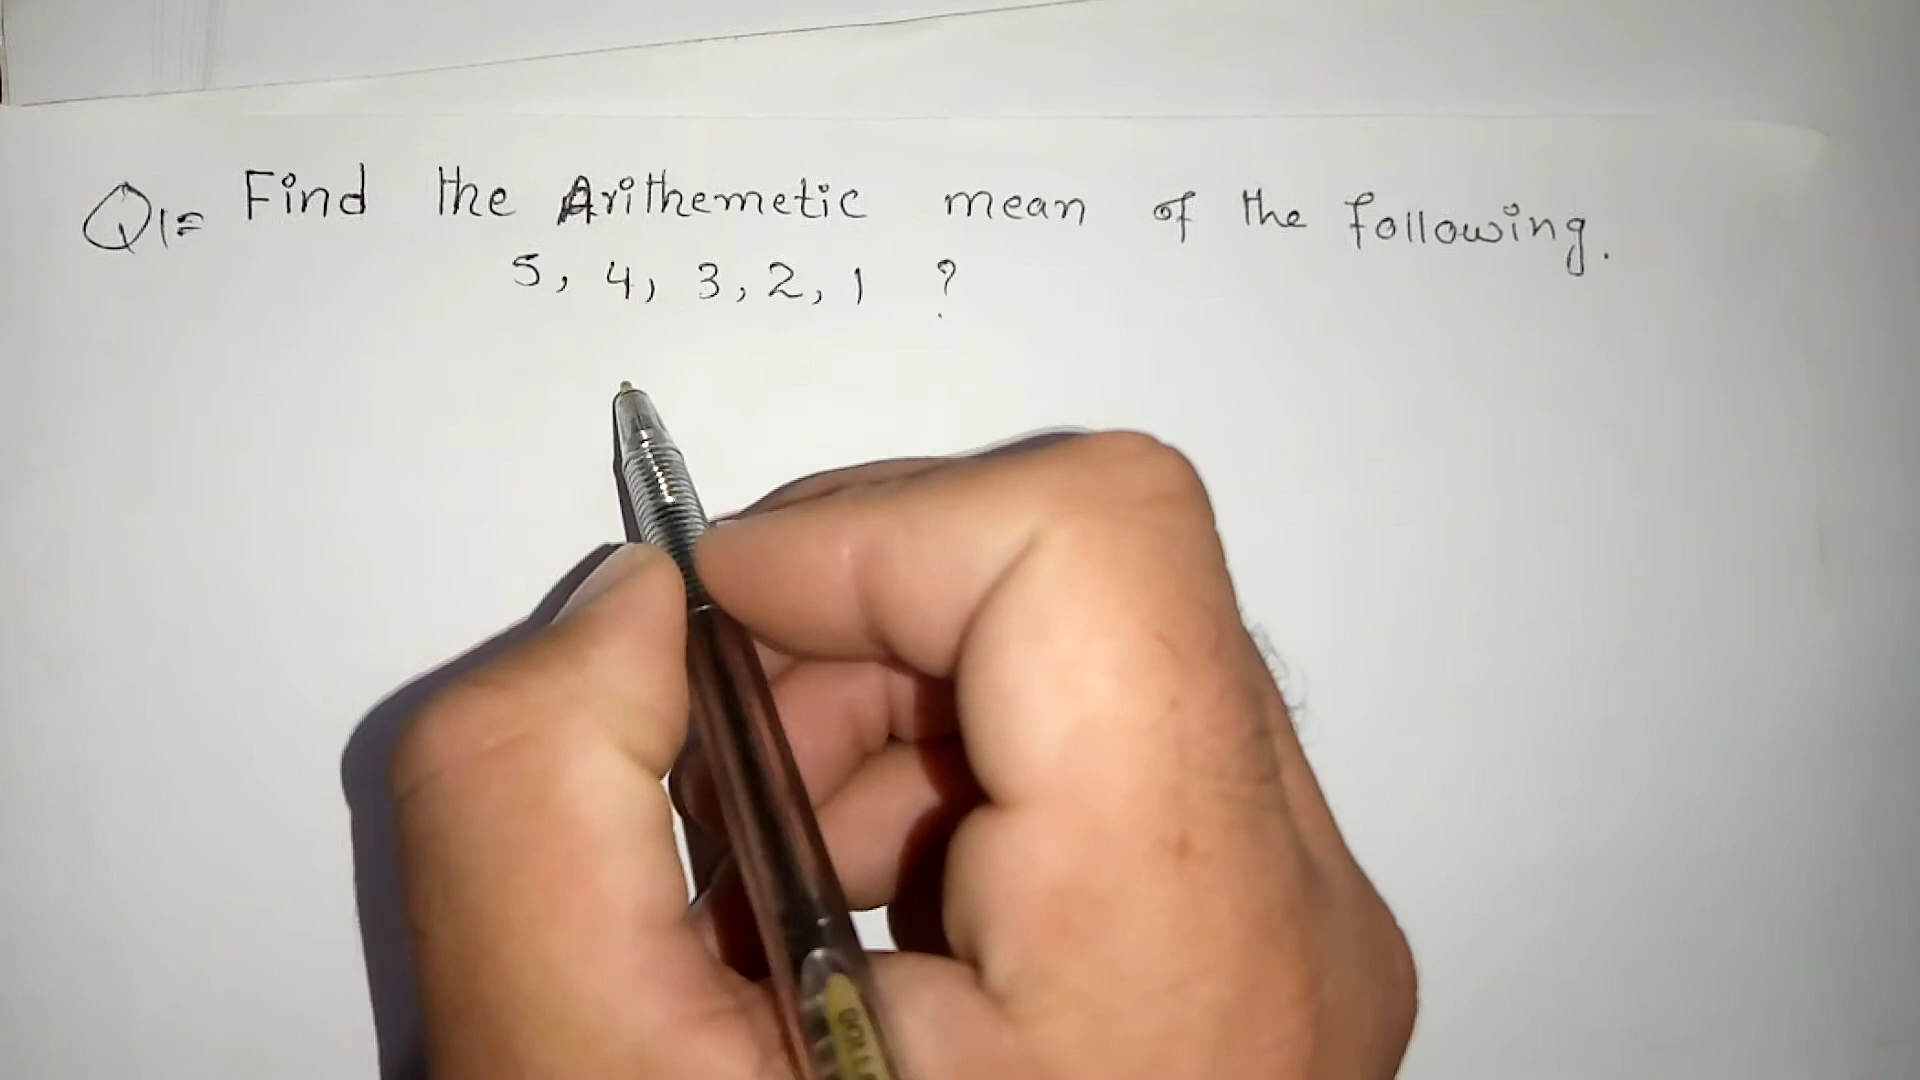 Q1= Find the Arithemetic mean of the following.
5, 4, 3, 2, 1 ?